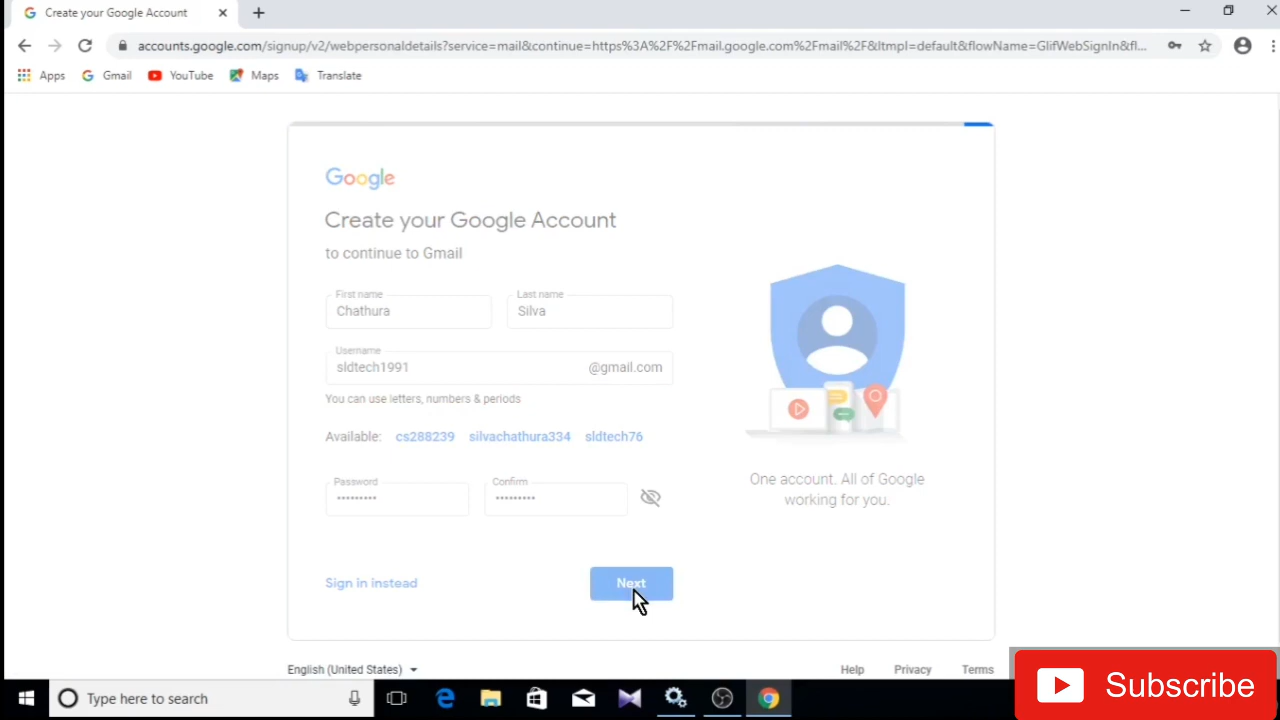 Create your Google Account
accounts.google.com/signup/v2/webpersonaldetails?service=mail&continue=https%3A%2F%2Fmail.google.com%2Fmail%2F&ltmpl=default&flowName=GlifWebSignIn&fl...
Apps Gmail YouTube Maps Translate
Google
Create your Google Account
to continue to Gmail
First name Last name
Chathura Silva
Username
sldtech1991 @gmail.com
You can use letters, numbers & periods
Available: cs288239 silvachathura334 sldtech76
Password Confirm
••••••••• •••••••••
One account. All of Google
working for you.
Sign in instead Next
English (United States) Help Privacy Terms
Type here to search
Subscribe